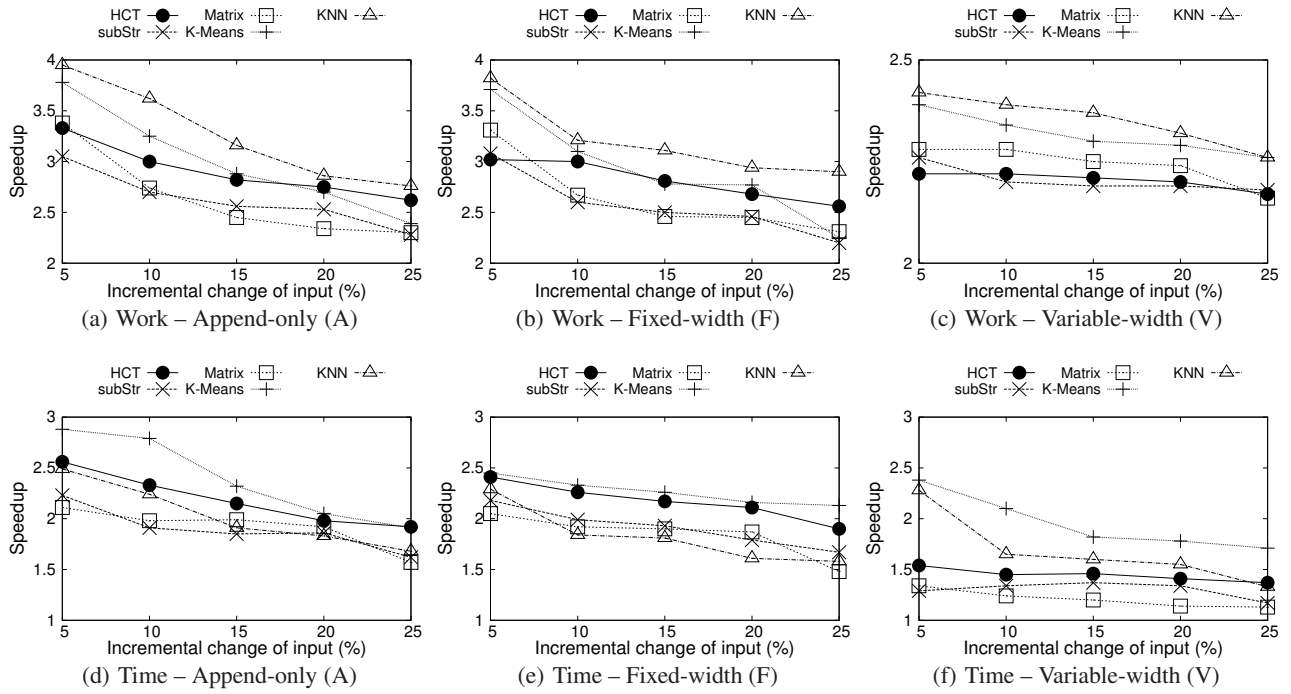 HCT Matrix KNN
subStr K-Means
4
3.5
3
2.5
2
Speedup
5 10 15 20 25
Incremental change of input (%)
(a) Work – Append-only (A)
HCT Matrix KNN
subStr K-Means
4
3.5
3
2.5
2
Speedup
5 10 15 20 25
Incremental change of input (%)
(b) Work – Fixed-width (F)
HCT Matrix KNN
subStr K-Means
2.5
2
Speedup
5 10 15 20 25
Incremental change of input (%)
(c) Work – Variable-width (V)
HCT Matrix KNN
subStr K-Means
3
2.5
2
1.5
1
Speedup
5 10 15 20 25
Incremental change of input (%)
(d) Time – Append-only (A)
HCT Matrix KNN
subStr K-Means
3
2.5
2
1.5
1
Speedup
5 10 15 20 25
Incremental change of input (%)
(e) Time – Fixed-width (F)
HCT Matrix KNN
subStr K-Means
3
2.5
2
1.5
1
Speedup
5 10 15 20 25
Incremental change of input (%)
(f) Time – Variable-width (V)